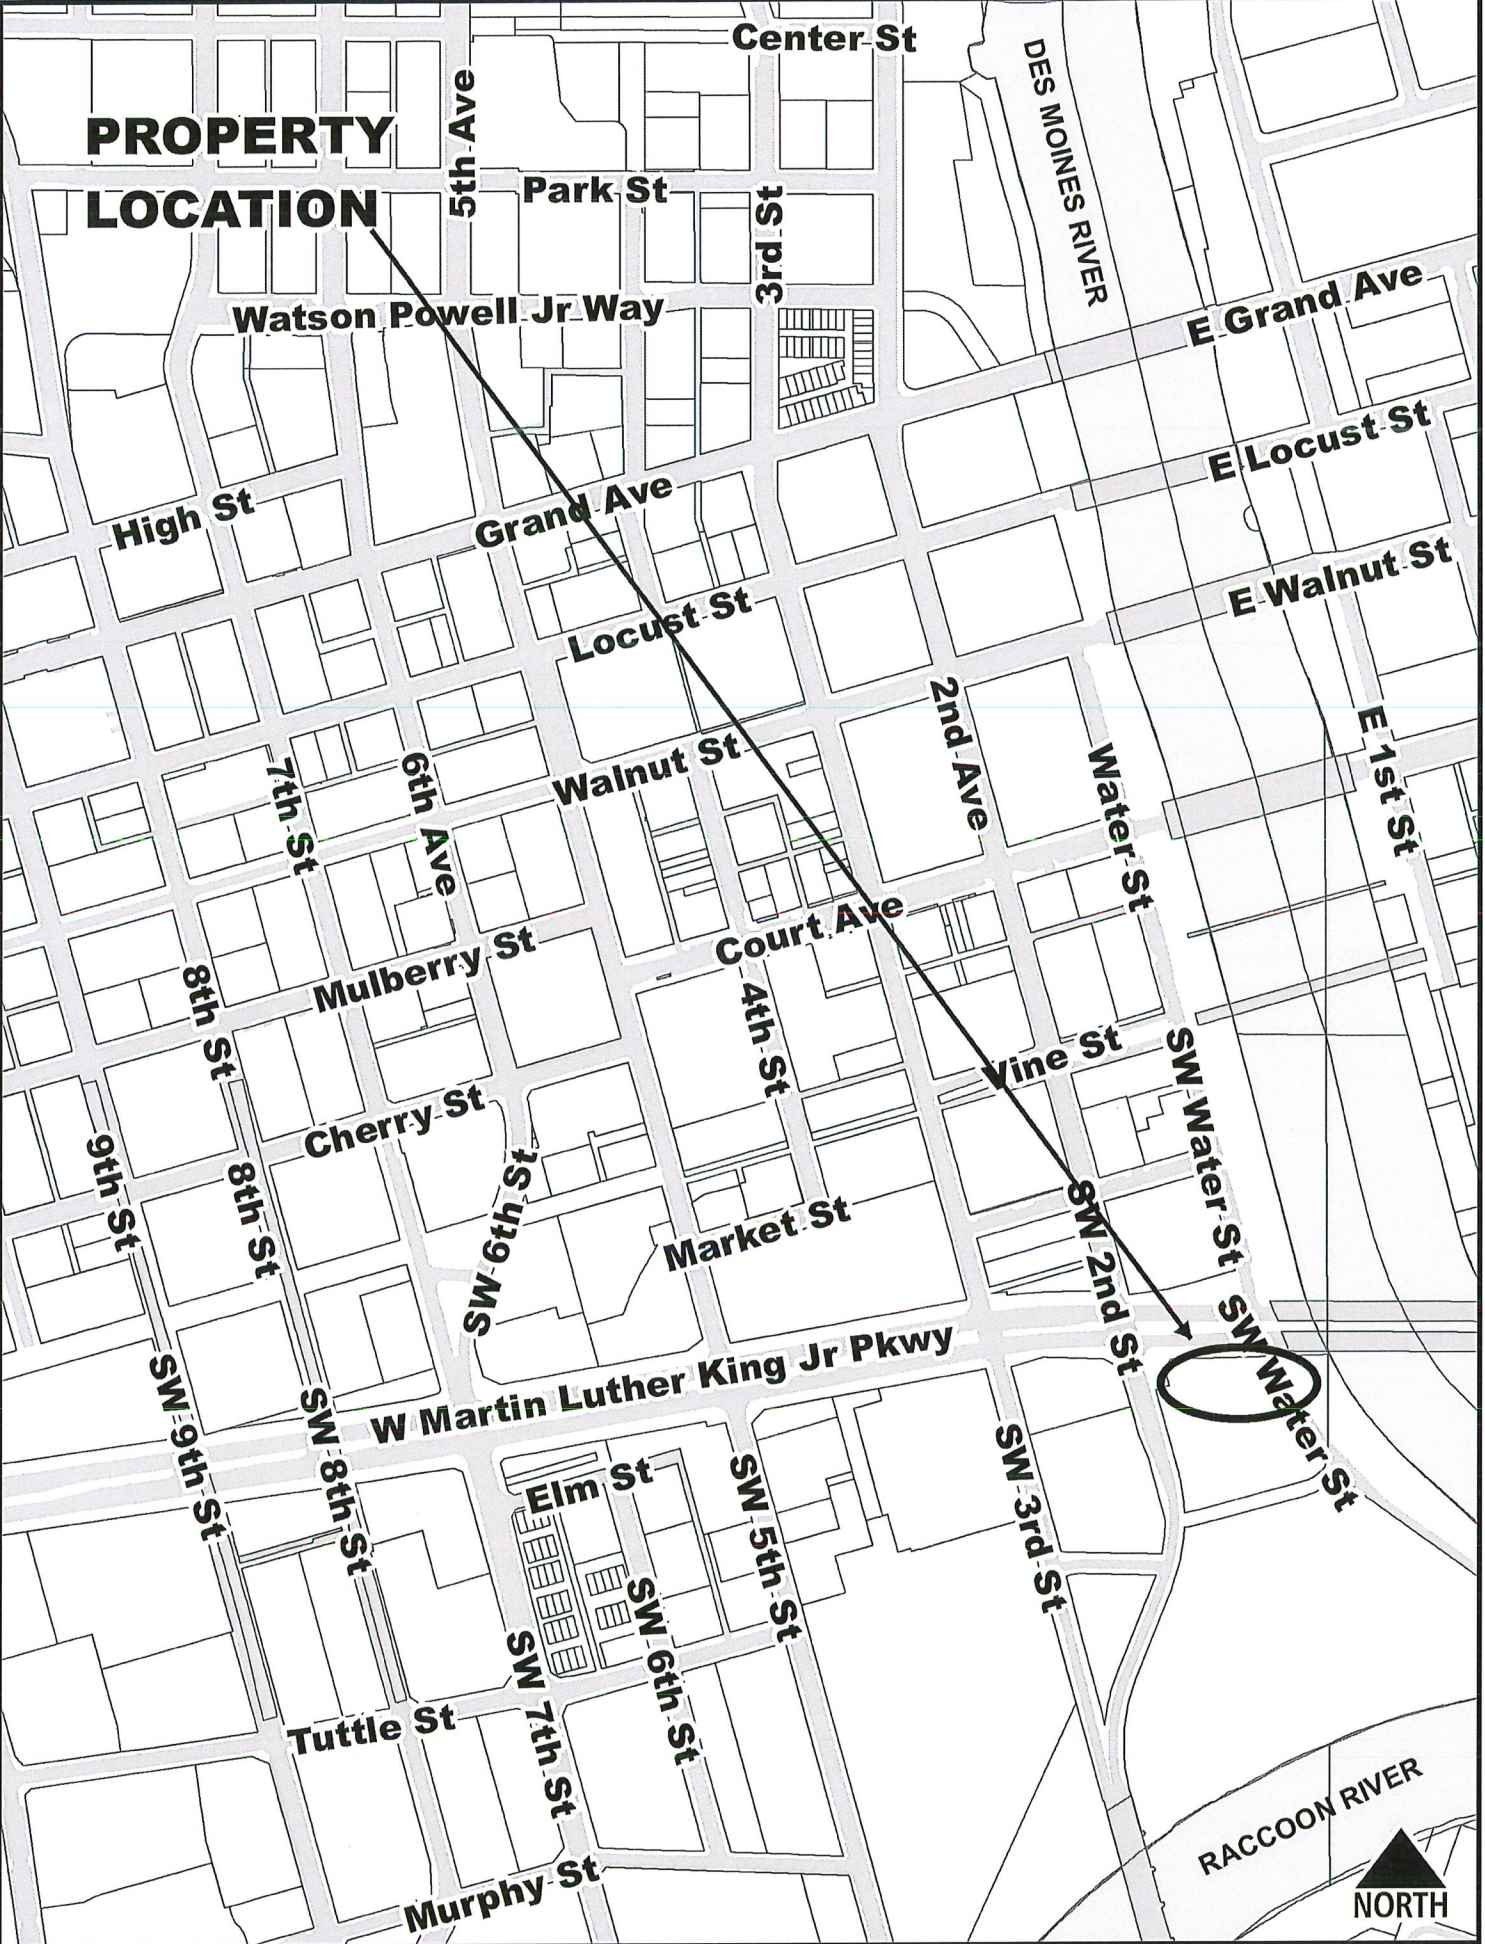 Center St
DES MOINES RIVER
5th Ave
PROPERTY
LOCATION
Park St
3rd St
Watson Powell Jr Way
E Grand Ave
E Locust St
High St
Grand Ave
E Walnut St
Locust St
2nd Ave
E 1st St
Walnut St
Water St
7th St
6th Ave
Court Ave
Mulberry St
8th St
4th St
Vine St
SW Water St
Cherry St
9th St
8th St
SW 6th St
Market St
SW 2nd St
SW Water St
W Martin Luther King Jr Pkwy
SW 9th St
SW 8th St
Elm St
SW 5th St
SW 3rd St
SW 6th St
SW 7th St
Tuttle St
RACCOON RIVER
Murphy St
NORTH